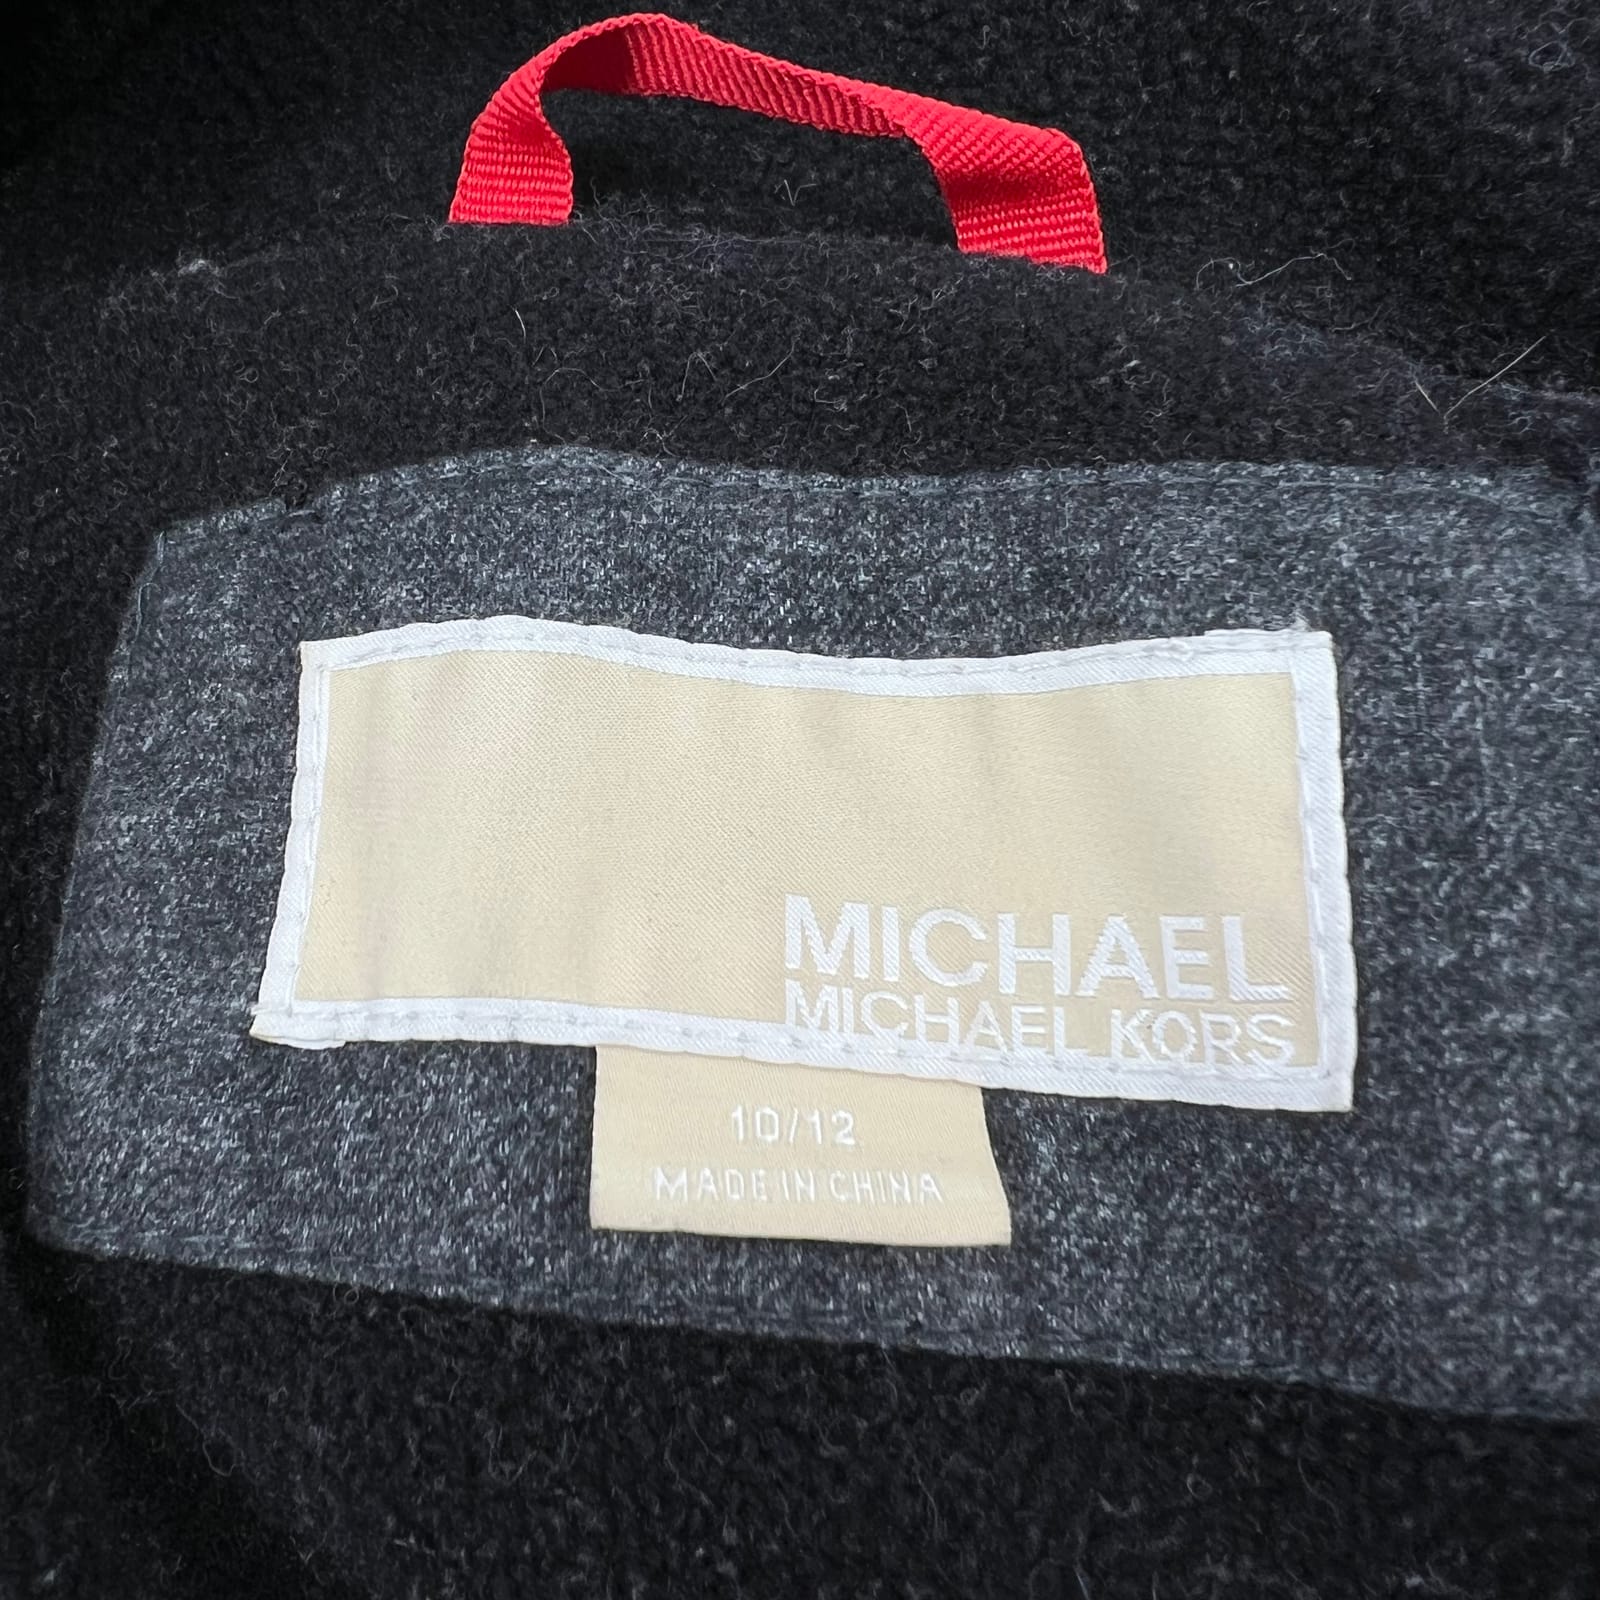 MICHAEL
MICHAEL KORS
10/12
MADE IN CHINA